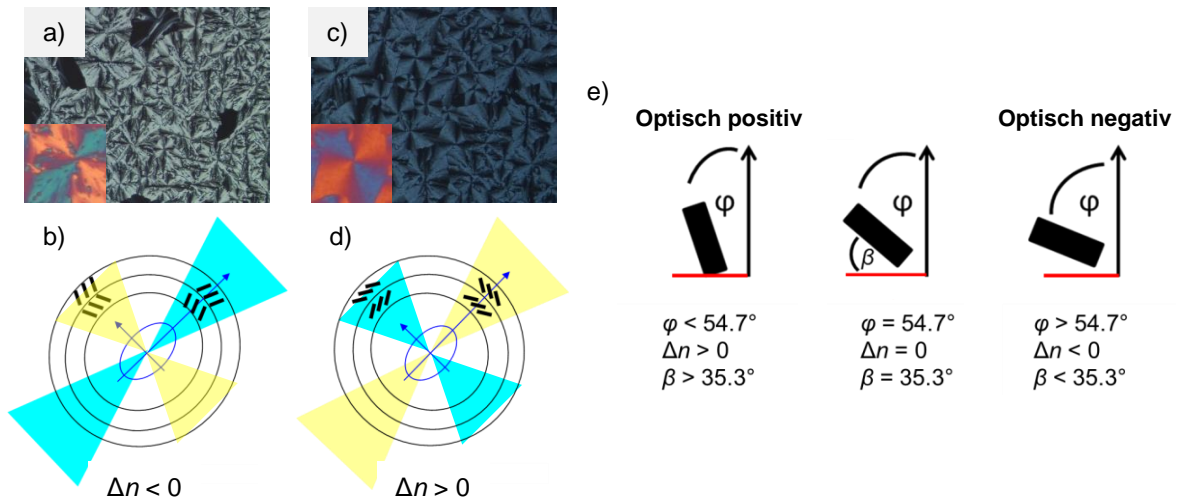 a)
c)
b)
d)
Δn < 0
Δn > 0
e)
Optisch positiv
Optisch negativ
φ
φ
β
φ
φ < 54.7°
Δn > 0
β > 35.3°
φ = 54.7°
Δn = 0
β = 35.3°
φ > 54.7°
Δn < 0
β < 35.3°